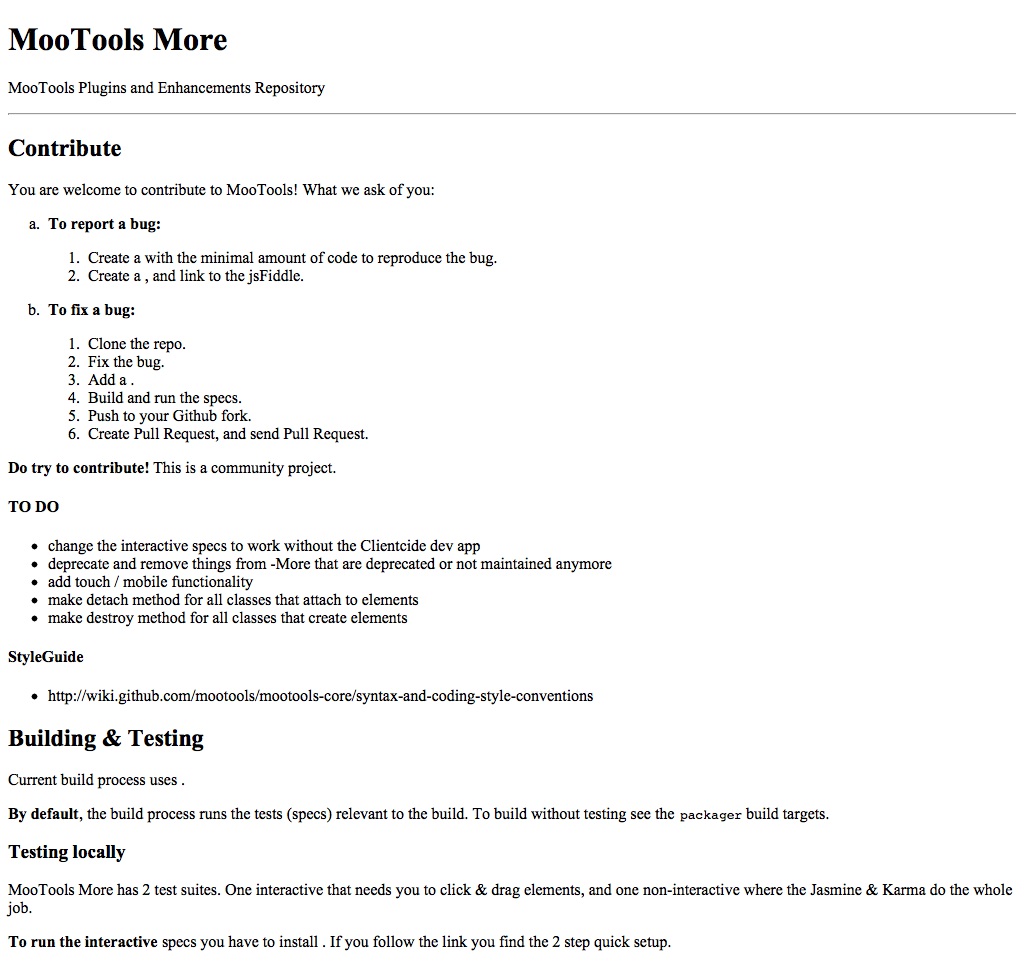 MooTools More
MooTools Plugins and Enhancements Repository
Contribute
You are welcome to contribute to MooTools! What we ask of you:
a. To report a bug:
1. Create a with the minimal amount of code to reproduce the bug.
2. Create a , and link to the jsFiddle.
b. To fix a bug:
1. Clone the repo.
2. Fix the bug.
3. Add a .
4. Build and run the specs.
5. Push to your Github fork.
6. Create Pull Request, and send Pull Request.
Do try to contribute! This is a community project.
TO DO
• change the interactive specs to work without the Clientcide dev app
• deprecate and remove things from -More that are deprecated or not maintained anymore
• add touch / mobile functionality
• make detach method for all classes that attach to elements
• make destroy method for all classes that create elements
StyleGuide
• http://wiki.github.com/mootools/mootools-core/syntax-and-coding-style-conventions
Building & Testing
Current build process uses .
By default, the build process runs the tests (specs) relevant to the build. To build without testing see the packager build targets.
Testing locally
MooTools More has 2 test suites. One interactive that needs you to click & drag elements, and one non-interactive where the Jasmine & Karma do the whole
job.
To run the interactive specs you have to install . If you follow the link you find the 2 step quick setup.